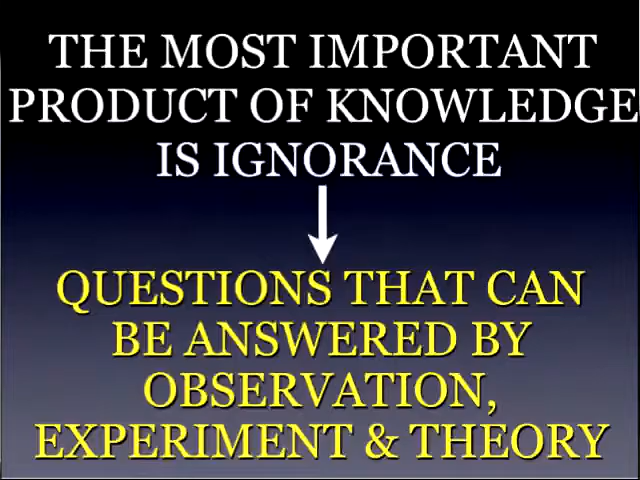 THE MOST IMPORTANT
PRODUCT OF KNOWLEDGE
IS IGNORANCE
QUESTIONS THAT CAN
BE ANSWERED BY
OBSERVATION,
EXPERIMENT & THEORY